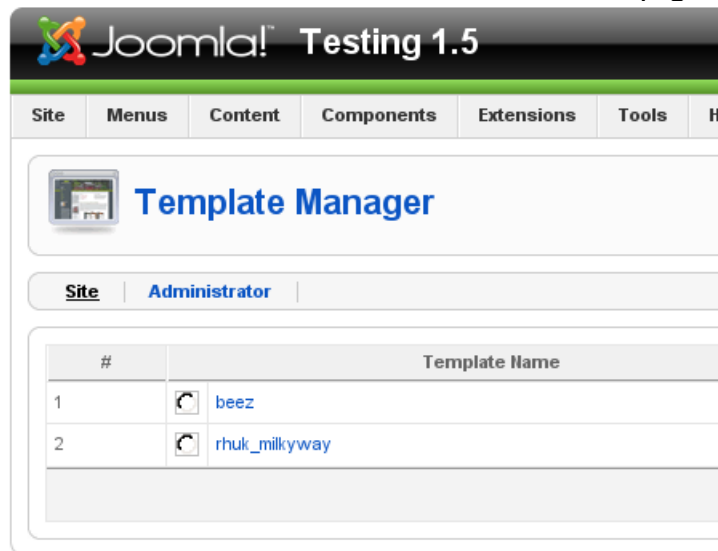 Joomla!™ Testing 1.5
Site Menus Content Components Extensions Tools
Template Manager
Site Administrator
# Template Name
1 beez
2 rhuk_milkyway